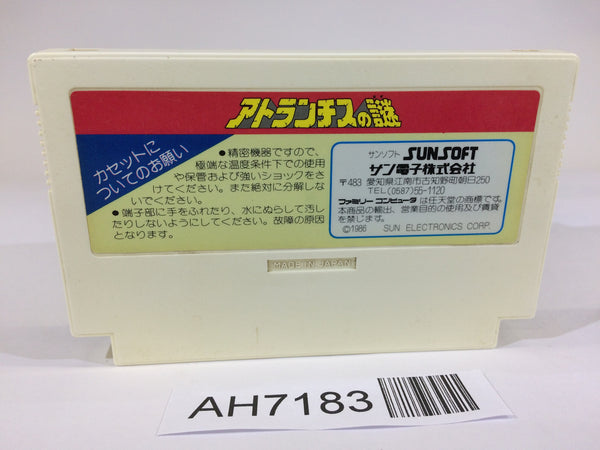 アトランチスの謎
カセットに
ついてのお願い
●精密機器ですので、
極端な温度条件下での使用
や保管および強いショックをさ
けてください。また絶対に分解しな
いでください。
●端子部に手をふれたり、水にぬらして汚し
たりしないようにしてください。故障の原因
となります。
サンソフト SUNSOFT
サン電子株式会社
〒483 愛知県江南市古知野町朝日250
TEL(0587)55-1120
ファミリー コンピュータ は任天堂の商標です。
本商品の輸出、営業目的の使用及び賃貸
を禁じます。
©1986 SUN ELECTRONICS CORP.
MADE IN JAPAN
AH7183